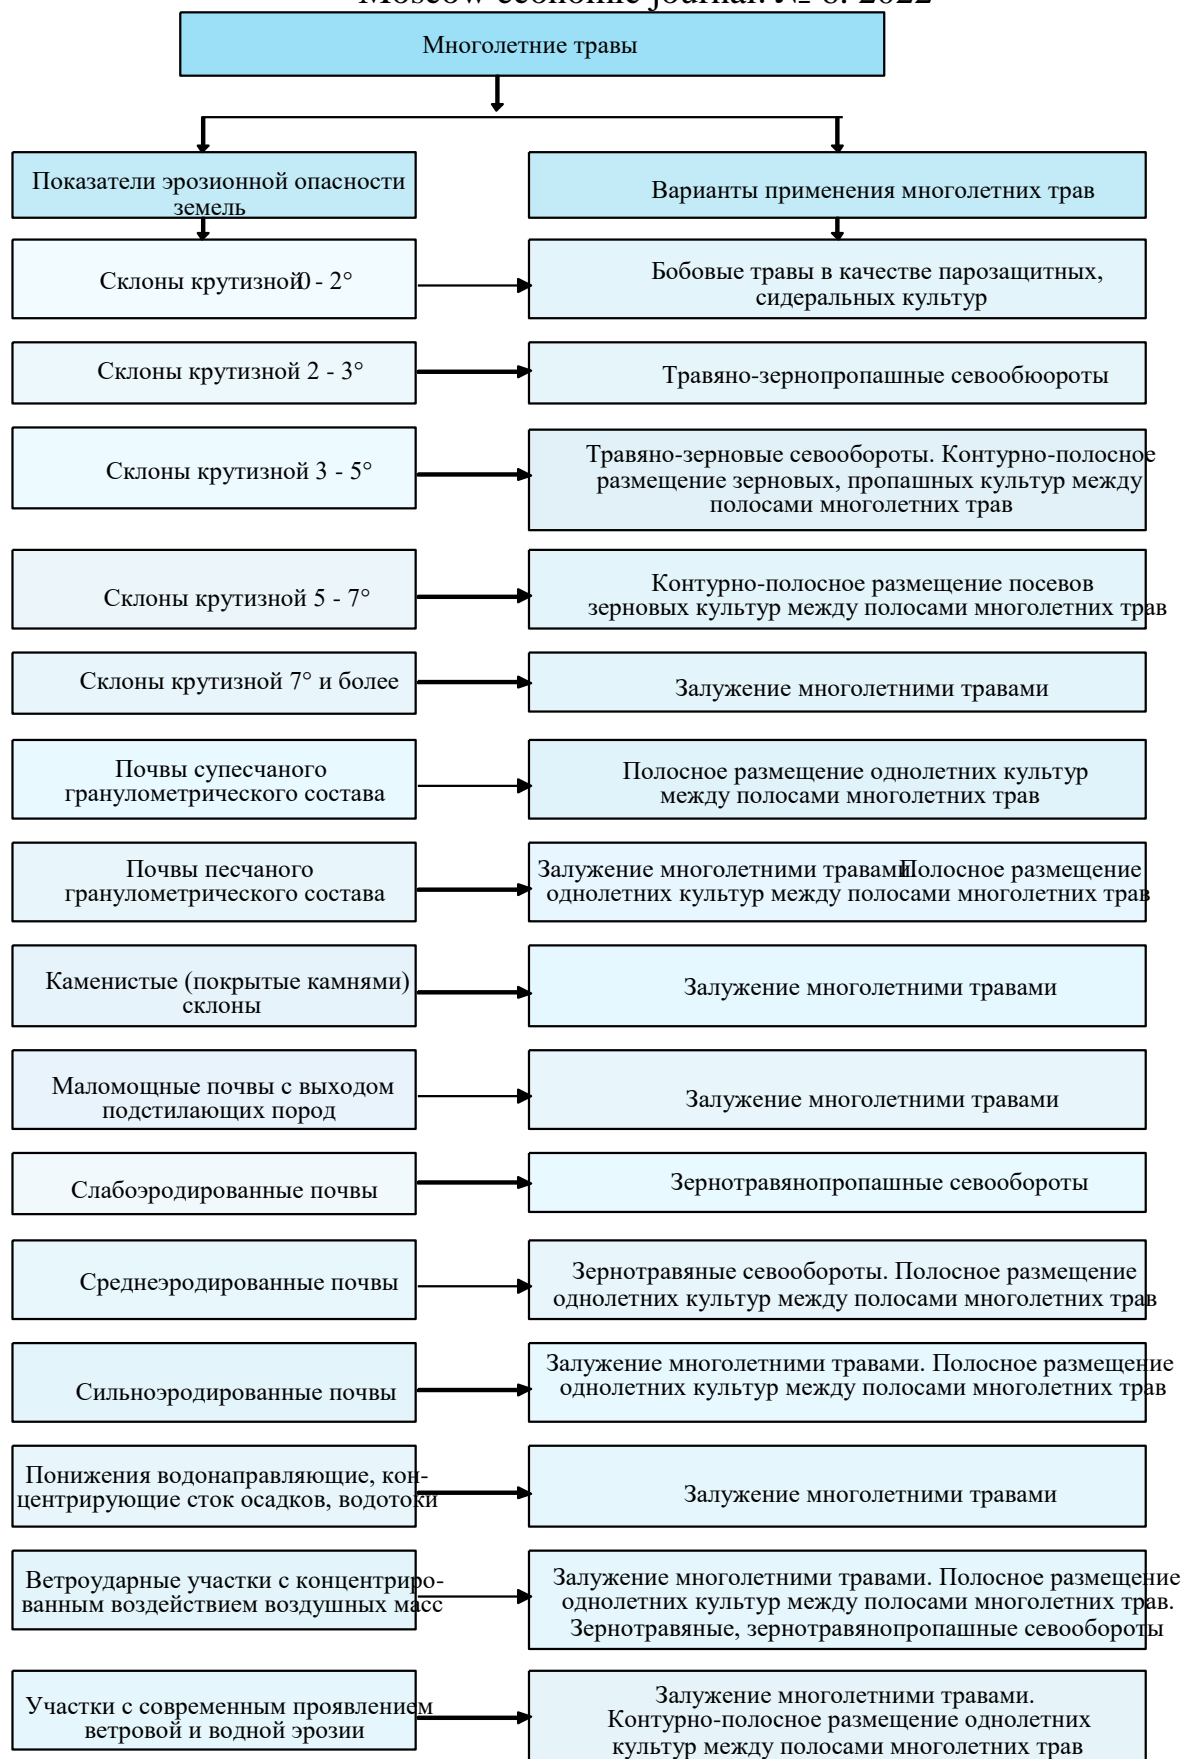 Moscow economic journal. № 8. 2022
Многолетние травы
Показатели эрозионной опасности
земель
Варианты применения многолетних трав
Склоны крутизной 0 - 2°
Бобовые травы в качестве парозащитных,
сидеральных культур
Склоны крутизной 2 - 3°
Травяно-зернопропашные севообюороты
Склоны крутизной 3 - 5°
Травяно-зерновые севообороты. Контурно-полосное
размещение зерновых, пропашных культур между
полосами многолетних трав
Склоны крутизной 5 - 7°
Контурно-полосное размещение посевов
зерновых культур между полосами многолетних трав
Склоны крутизной 7° и более
Залужение многолетними травами
Почвы супесчаного
гранулометрического состава
Полосное размещение однолетних культур
между полосами многолетних трав
Почвы песчаного
гранулометрического состава
Залужение многолетними травами Полосное размещение
однолетних культур между полосами многолетних трав
Каменистые (покрытые камнями)
склоны
Залужение многолетними травами
Маломощные почвы с выходом
подстилающих пород
Залужение многолетними травами
Слабоэродированные почвы
Зернотравянопропашные севообороты
Среднеэродированные почвы
Зернотравяные севообороты. Полосное размещение
однолетних культур между полосами многолетних трав
Сильноэродированные почвы
Залужение многолетними травами. Полосное размещение
однолетних культур между полосами многолетних трав
Понижения водонаправляющие, кон-
центрирующие сток осадков, водотоки
Залужение многолетними травами
Ветроударные участки с концентриро-
ванным воздействием воздушных масс
Залужение многолетними травами. Полосное размещение
однолетних культур между полосами многолетних трав.
Зернотравяные, зернотравянопропашные севообороты
Участки с современным проявлением
ветровой и водной эрозии
Залужение многолетними травами.
Контурно-полосное размещение однолетних
культур между полосами многолетних трав